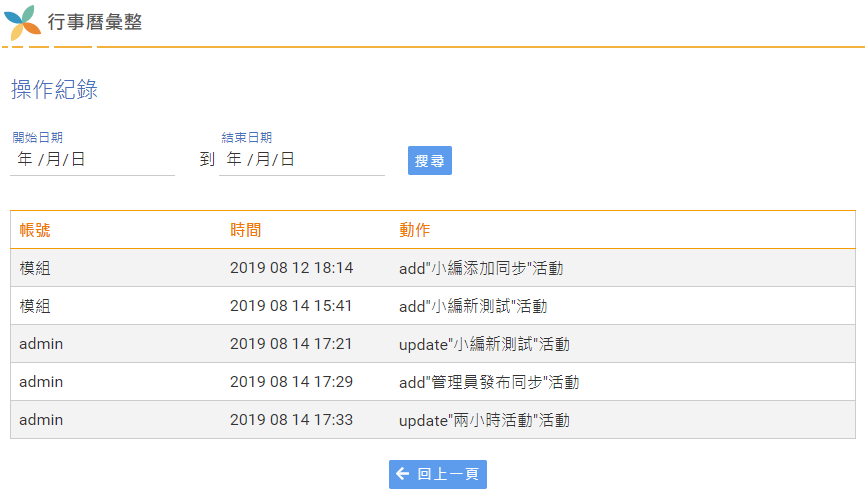 行事曆彙整
操作紀錄
開始日期 結束日期
年 /月/日 到 年 /月/日 搜尋
帳號 時間 動作
模組 2019 08 12 18:14 add"小編添加同步"活動
模組 2019 08 14 15:41 add"小編新測試"活動
admin 2019 08 14 17:21 update"小編新測試"活動
admin 2019 08 14 17:29 add"管理員發布同步"活動
admin 2019 08 14 17:33 update"兩小時活動"活動
回上一頁